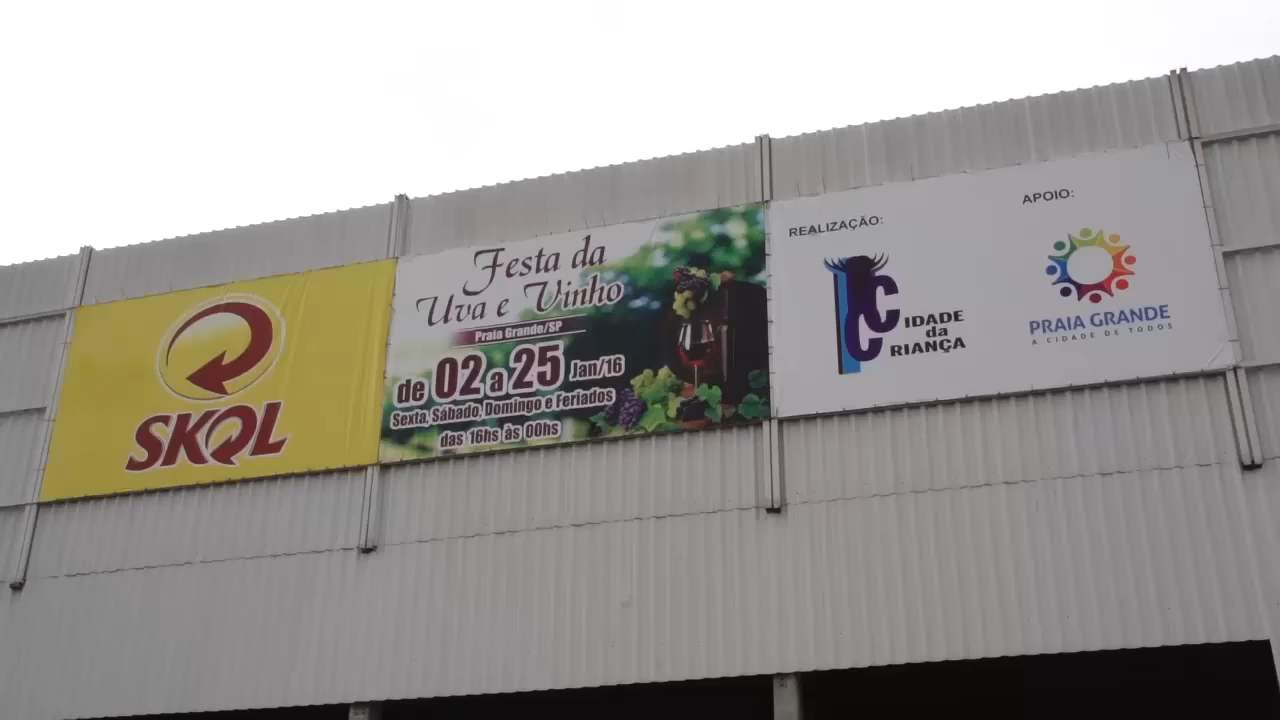 SKOL
Festa da
Uva e Vinho
Praia Grande/SP
de 02 a 25 Jan/16
Sexta, Sábado, Domingo e Feriados
das 16hs às 00hs
REALIZAÇÃO:
CIDADE
da
CRIANÇA
APOIO:
PRAIA GRANDE
A CIDADE DE TODOS